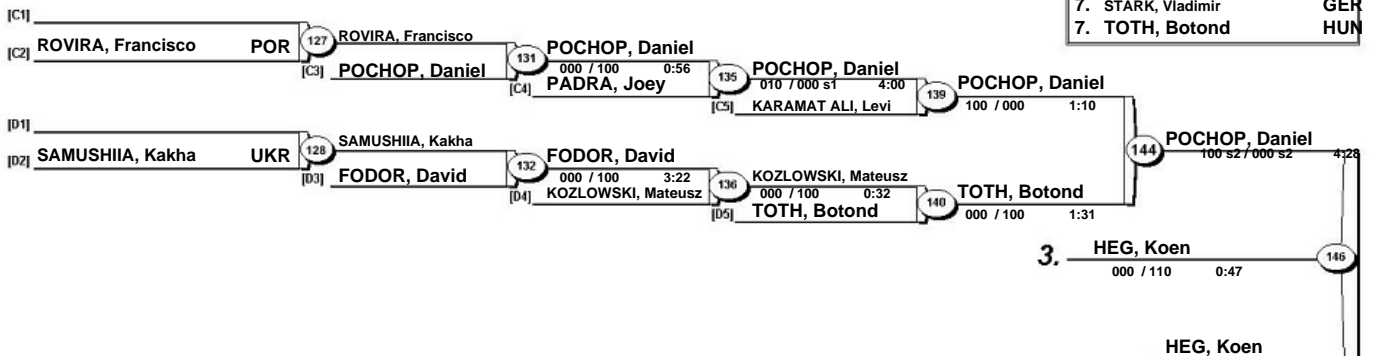 7. STARK, Vladimir GER
7. TOTH, Botond HUN
[C1]
[C2] ROVIRA, Francisco POR
127
ROVIRA, Francisco
[C3] POCHOP, Daniel
131
POCHOP, Daniel
000 / 100 0:56
[C4] PADRA, Joey
135
POCHOP, Daniel
010 / 000 s1 4:00
[C5] KARAMAT ALI, Levi
139
POCHOP, Daniel
100 / 000 1:10
[D1]
[D2] SAMUSHIIA, Kakha UKR
128
SAMUSHIIA, Kakha
[D3] FODOR, David
132
FODOR, David
000 / 100 3:22
[D4] KOZLOWSKI, Mateusz
136
KOZLOWSKI, Mateusz
000 / 100 0:32
[D5] TOTH, Botond
140
TOTH, Botond
000 / 100 1:31
144
POCHOP, Daniel
100 s2 / 000 s2 4:28
3. HEG, Koen
000 / 110 0:47
146
HEG, Koen